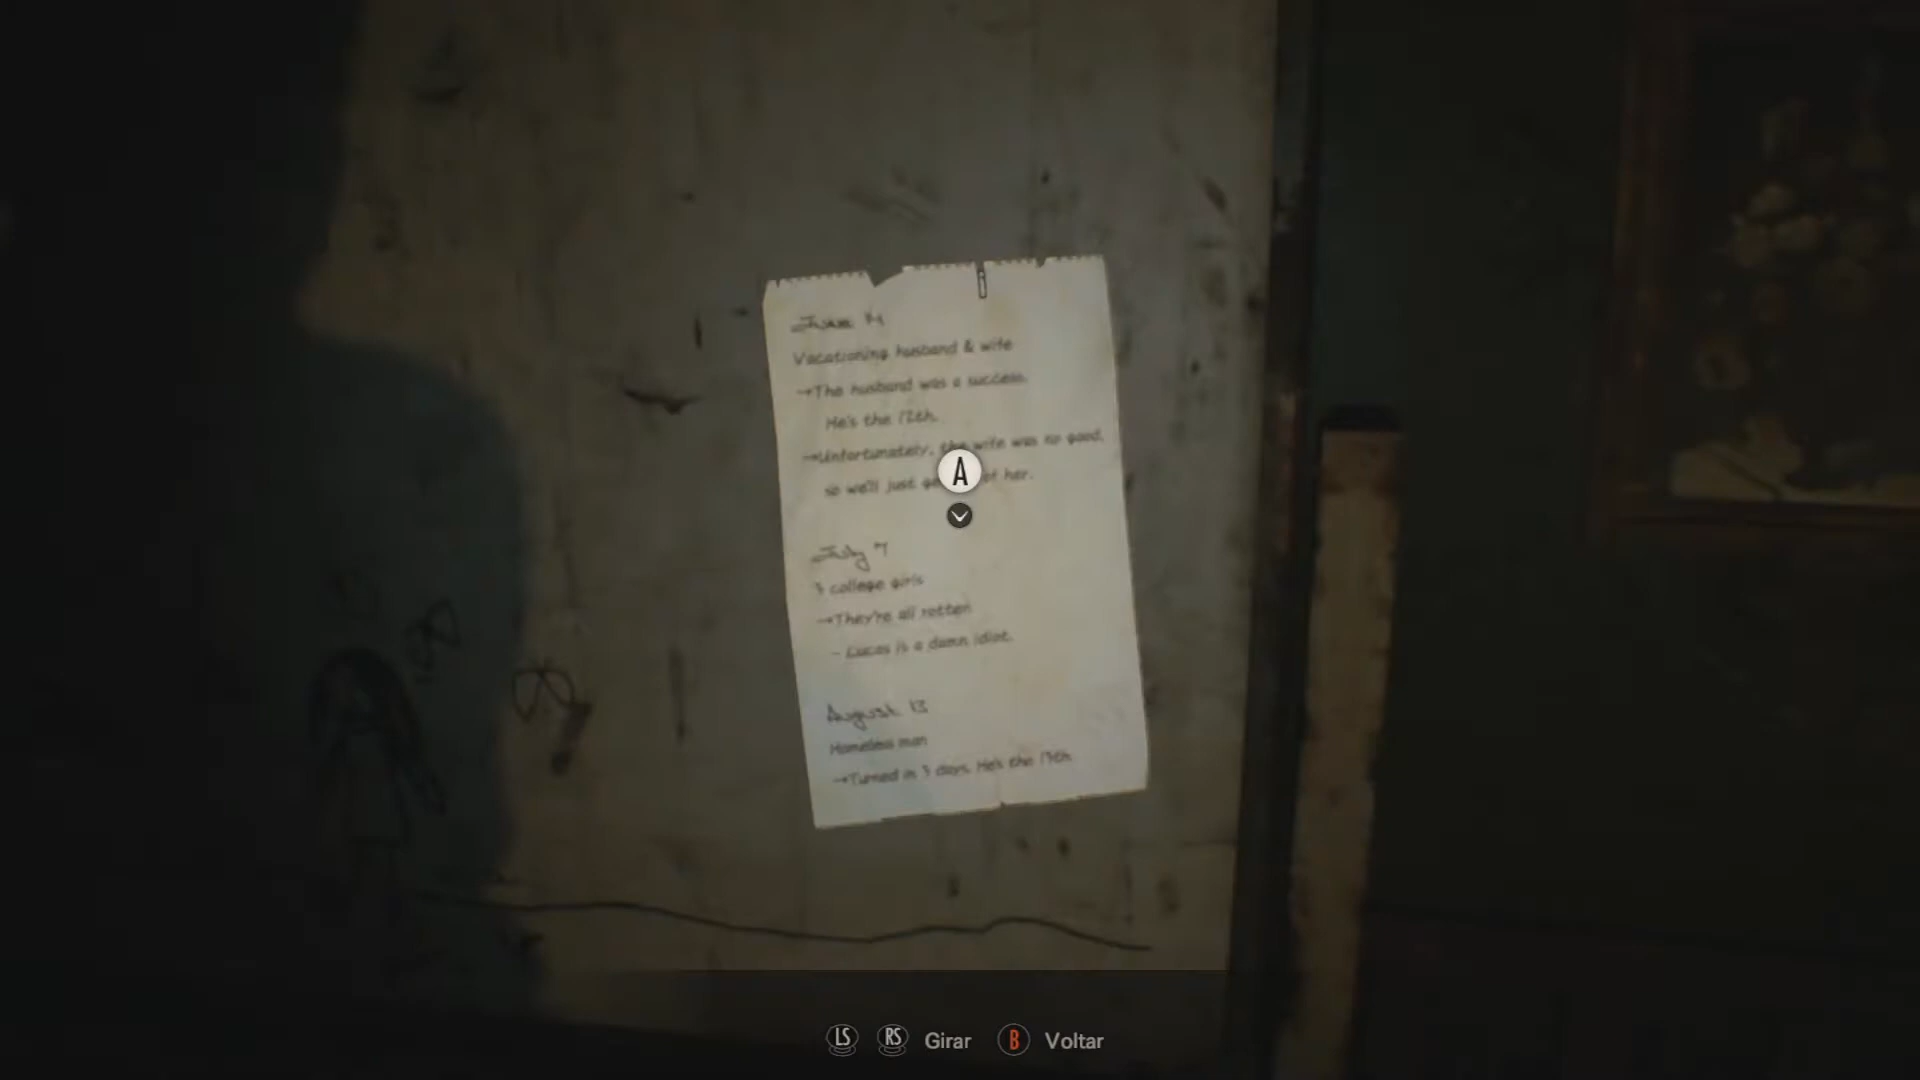 June 14
Vacationing husband & wife
→The husband was a success.
He's the 12th.
→Unfortunately, the wife was no good,
so we'll just of her.
A
July 7
3 college girls
→They're all rotten
- Lucas is a damn idiot.
August 13
Homeless man
→Turned in 3 days. He's the 13th.
LS RS Girar B Voltar